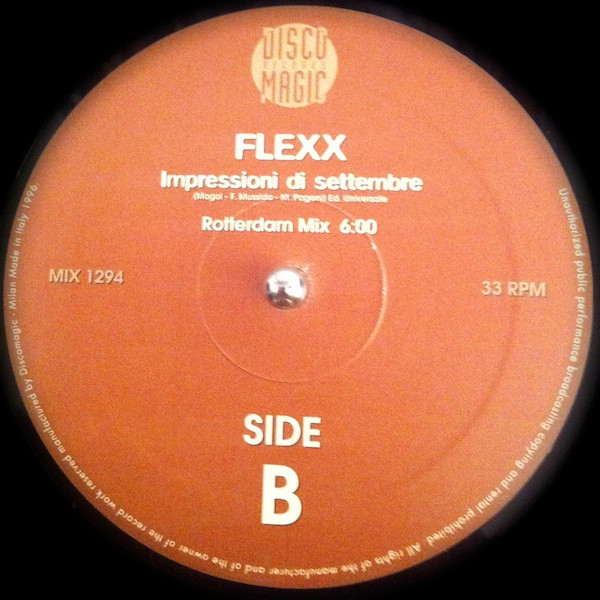 DISCO
RECORDS
MAGIC
FLEXX
Impressioni di settembre
(Mogol - F. Mussida - M. Pagani) Ed. Universale
Rotterdam Mix 6:00
MIX 1294
33 RPM
SIDE
B
Unauthorized public performance broadcasting copying and rental prohibited. All rights of the manufacturer and of the owner of the record work reserved manufactured by Discomagic - Milan Made in Italy 1996